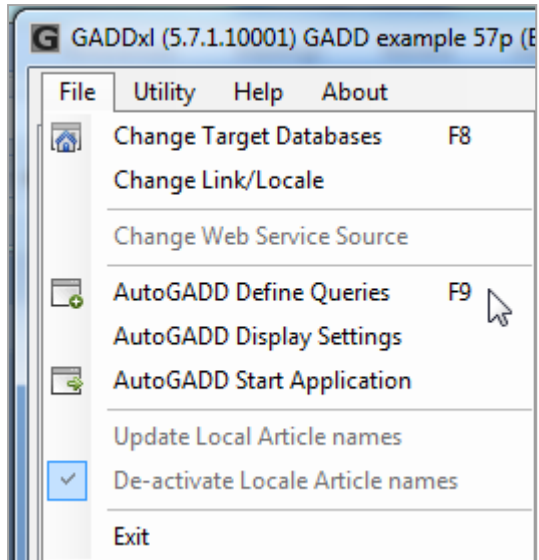 G GADDxl (5.7.1.10001) GADD example 57p (E
File Utility Help About
Change Target Databases F8
Change Link/Locale
Change Web Service Source
AutoGADD Define Queries F9
AutoGADD Display Settings
AutoGADD Start Application
Update Local Article names
De-activate Locale Article names
Exit